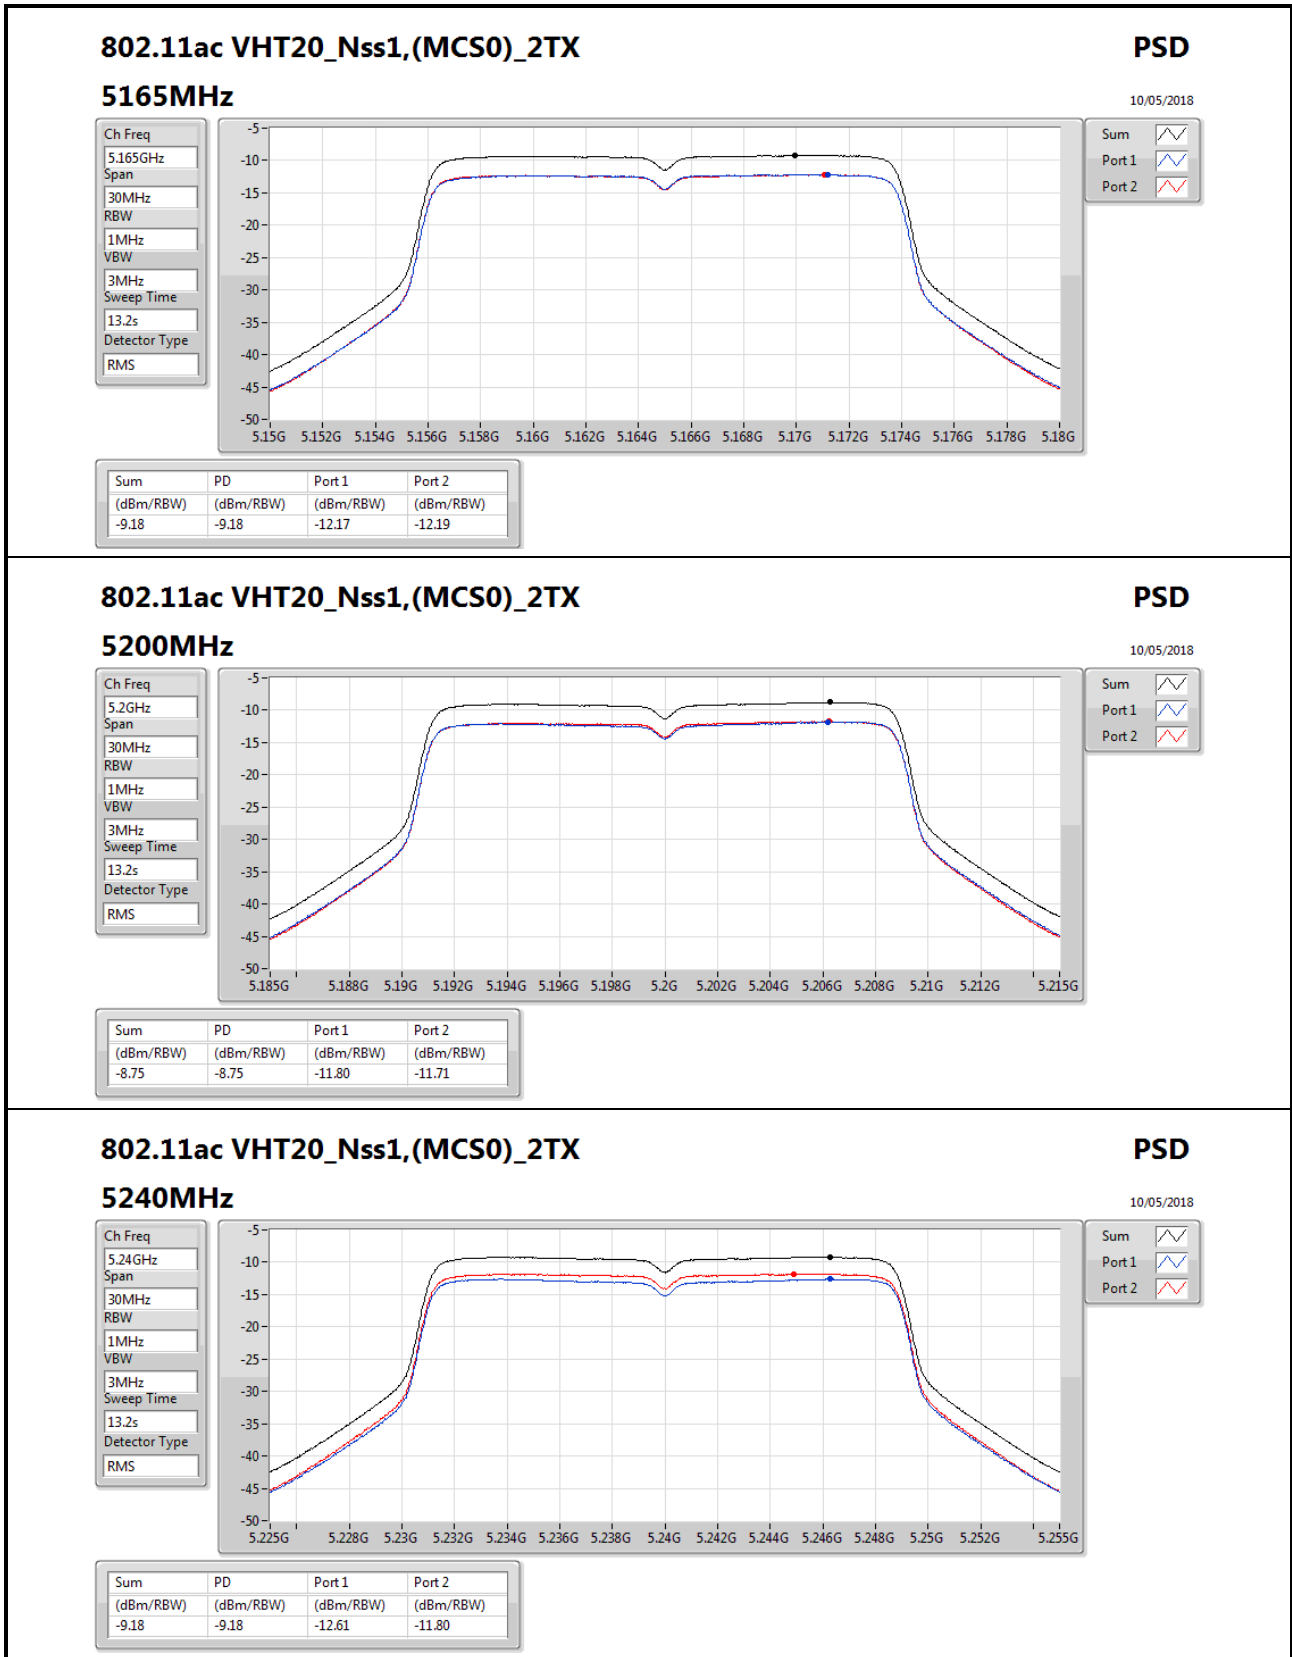 802.11ac VHT20_Nss1,(MCS0)_2TX PSD
5165MHz 10/05/2018
Ch Freq
5.165GHz
Span
30MHz
RBW
1MHz
VBW
3MHz
Sweep Time
13.2s
Detector Type
RMS
-5
-10
-15
-20
-25
-30
-35
-40
-45
-50
5.15G 5.152G 5.154G 5.156G 5.158G 5.16G 5.162G 5.164G 5.166G 5.168G 5.17G 5.172G 5.174G 5.176G 5.178G 5.18G
Sum
Port 1
Port 2
Sum PD Port 1 Port 2
(dBm/RBW) (dBm/RBW) (dBm/RBW) (dBm/RBW)
-9.18 -9.18 -12.17 -12.19
802.11ac VHT20_Nss1,(MCS0)_2TX PSD
5200MHz 10/05/2018
Ch Freq
5.2GHz
Span
30MHz
RBW
1MHz
VBW
3MHz
Sweep Time
13.2s
Detector Type
RMS
-5
-10
-15
-20
-25
-30
-35
-40
-45
-50
5.185G 5.188G 5.19G 5.192G 5.194G 5.196G 5.198G 5.2G 5.202G 5.204G 5.206G 5.208G 5.21G 5.212G 5.215G
Sum
Port 1
Port 2
Sum PD Port 1 Port 2
(dBm/RBW) (dBm/RBW) (dBm/RBW) (dBm/RBW)
-8.75 -8.75 -11.80 -11.71
802.11ac VHT20_Nss1,(MCS0)_2TX PSD
5240MHz 10/05/2018
Ch Freq
5.24GHz
Span
30MHz
RBW
1MHz
VBW
3MHz
Sweep Time
13.2s
Detector Type
RMS
-5
-10
-15
-20
-25
-30
-35
-40
-45
-50
5.225G 5.228G 5.23G 5.232G 5.234G 5.236G 5.238G 5.24G 5.242G 5.244G 5.246G 5.248G 5.25G 5.252G 5.255G
Sum
Port 1
Port 2
Sum PD Port 1 Port 2
(dBm/RBW) (dBm/RBW) (dBm/RBW) (dBm/RBW)
-9.18 -9.18 -12.61 -11.80